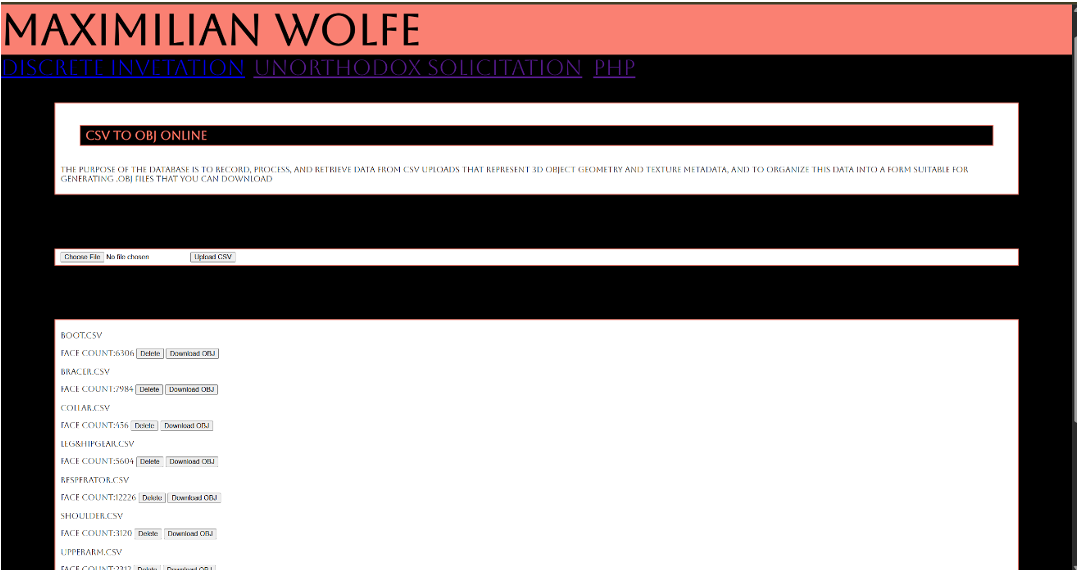 MAXIMILIAN WOLFE
DISCRETE INVETATION UNORTHODOX SOLICITATION PHP
CSV TO OBJ ONLINE
THE PURPOSE OF THE DATABASE IS TO RECORD, PROCESS, AND RETRIEVE DATA FROM CSV UPLOADS THAT REPRESENT 3D OBJECT GEOMETRY AND TEXTURE METADATA, AND TO ORGANIZE THIS DATA INTO A FORM SUITABLE FOR
GENERATING .OBJ FILES THAT YOU CAN DOWNLOAD
Choose File No file chosen Upload CSV
BOOT.CSV
FACE COUNT:6306 Delete Download OBJ
BRACER.CSV
FACE COUNT:7984 Delete Download OBJ
COLLAR.CSV
FACE COUNT:456 Delete Download OBJ
LEG&HIPGEAR.CSV
FACE COUNT:5604 Delete Download OBJ
RESPERATOR.CSV
FACE COUNT:12226 Delete Download OBJ
SHOULDER.CSV
FACE COUNT:3120 Delete Download OBJ
UPPERARM.CSV
FACE COUNT:2312 Delete Download OBJ